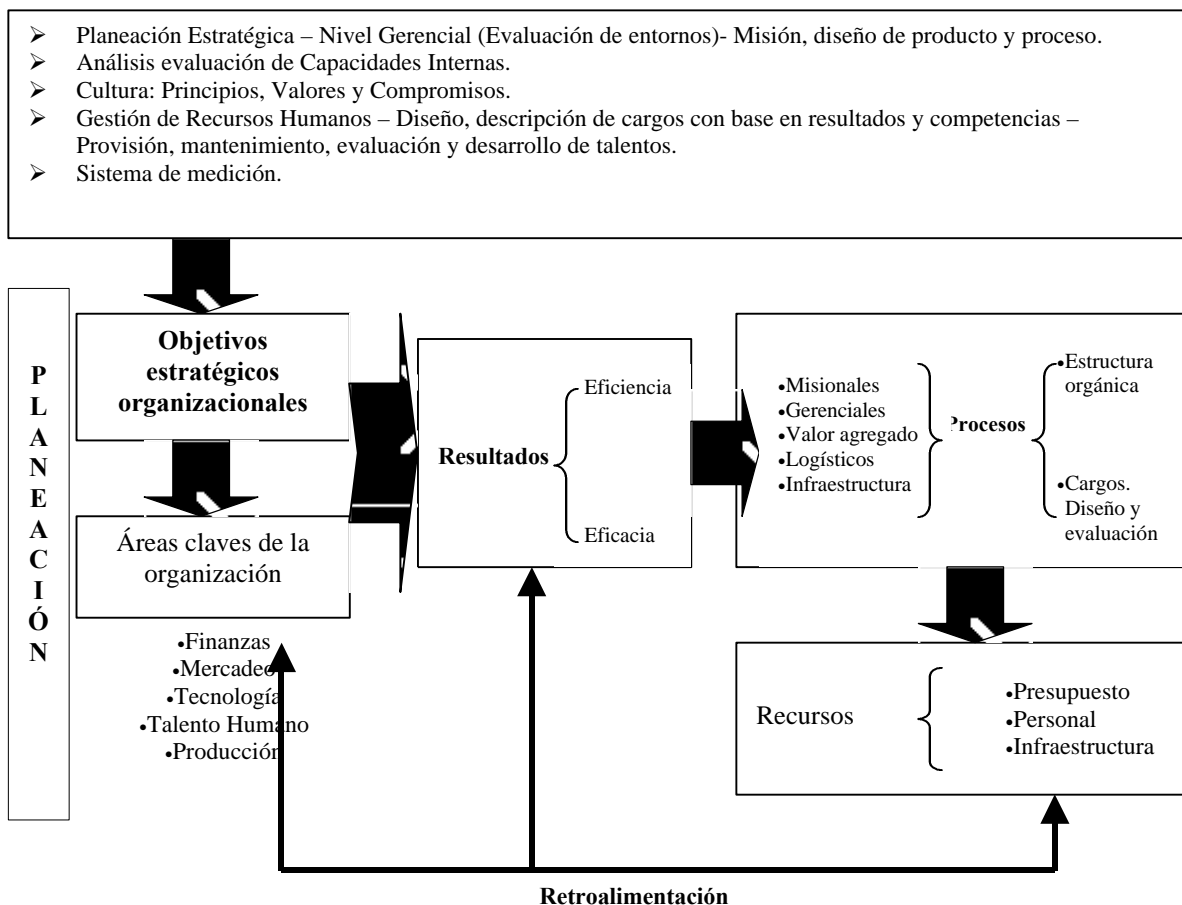 ➢ Planeación Estratégica – Nivel Gerencial (Evaluación de entornos)- Misión, diseño de producto y proceso.
➢ Análisis evaluación de Capacidades Internas.
➢ Cultura: Principios, Valores y Compromisos.
➢ Gestión de Recursos Humanos – Diseño, descripción de cargos con base en resultados y competencias –
Provisión, mantenimiento, evaluación y desarrollo de talentos.
➢ Sistema de medición.
PLANEACIÓN
Objetivos
estratégicos
organizacionales
Áreas claves de la
organización
•Finanzas
•Mercadeo
•Tecnología
•Talento Humano
•Producción
Resultados
Eficiencia
Eficacia
•Misionales
•Gerenciales
•Valor agregado
•Logísticos
•Infraestructura
Procesos
•Estructura
orgánica
•Cargos.
Diseño y
evaluación
Recursos
•Presupuesto
•Personal
•Infraestructura
Retroalimentación